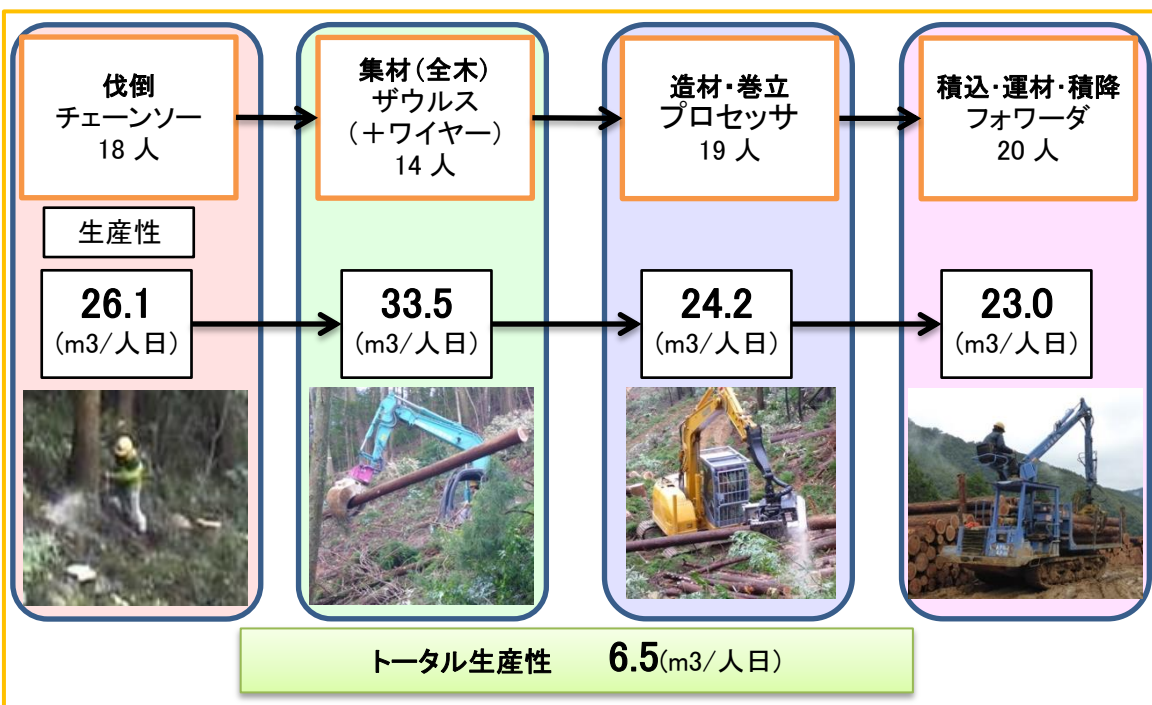 伐倒
チェーンソー
18 人
集材(全木)
ザウルス
(+ワイヤー)
14 人
造材・巻立
プロセッサ
19 人
積込・運材・積降
フォワーダ
20 人
生産性
26.1
(m3/人日)
33.5
(m3/人日)
24.2
(m3/人日)
23.0
(m3/人日)
トータル生産性 6.5(m3/人日)